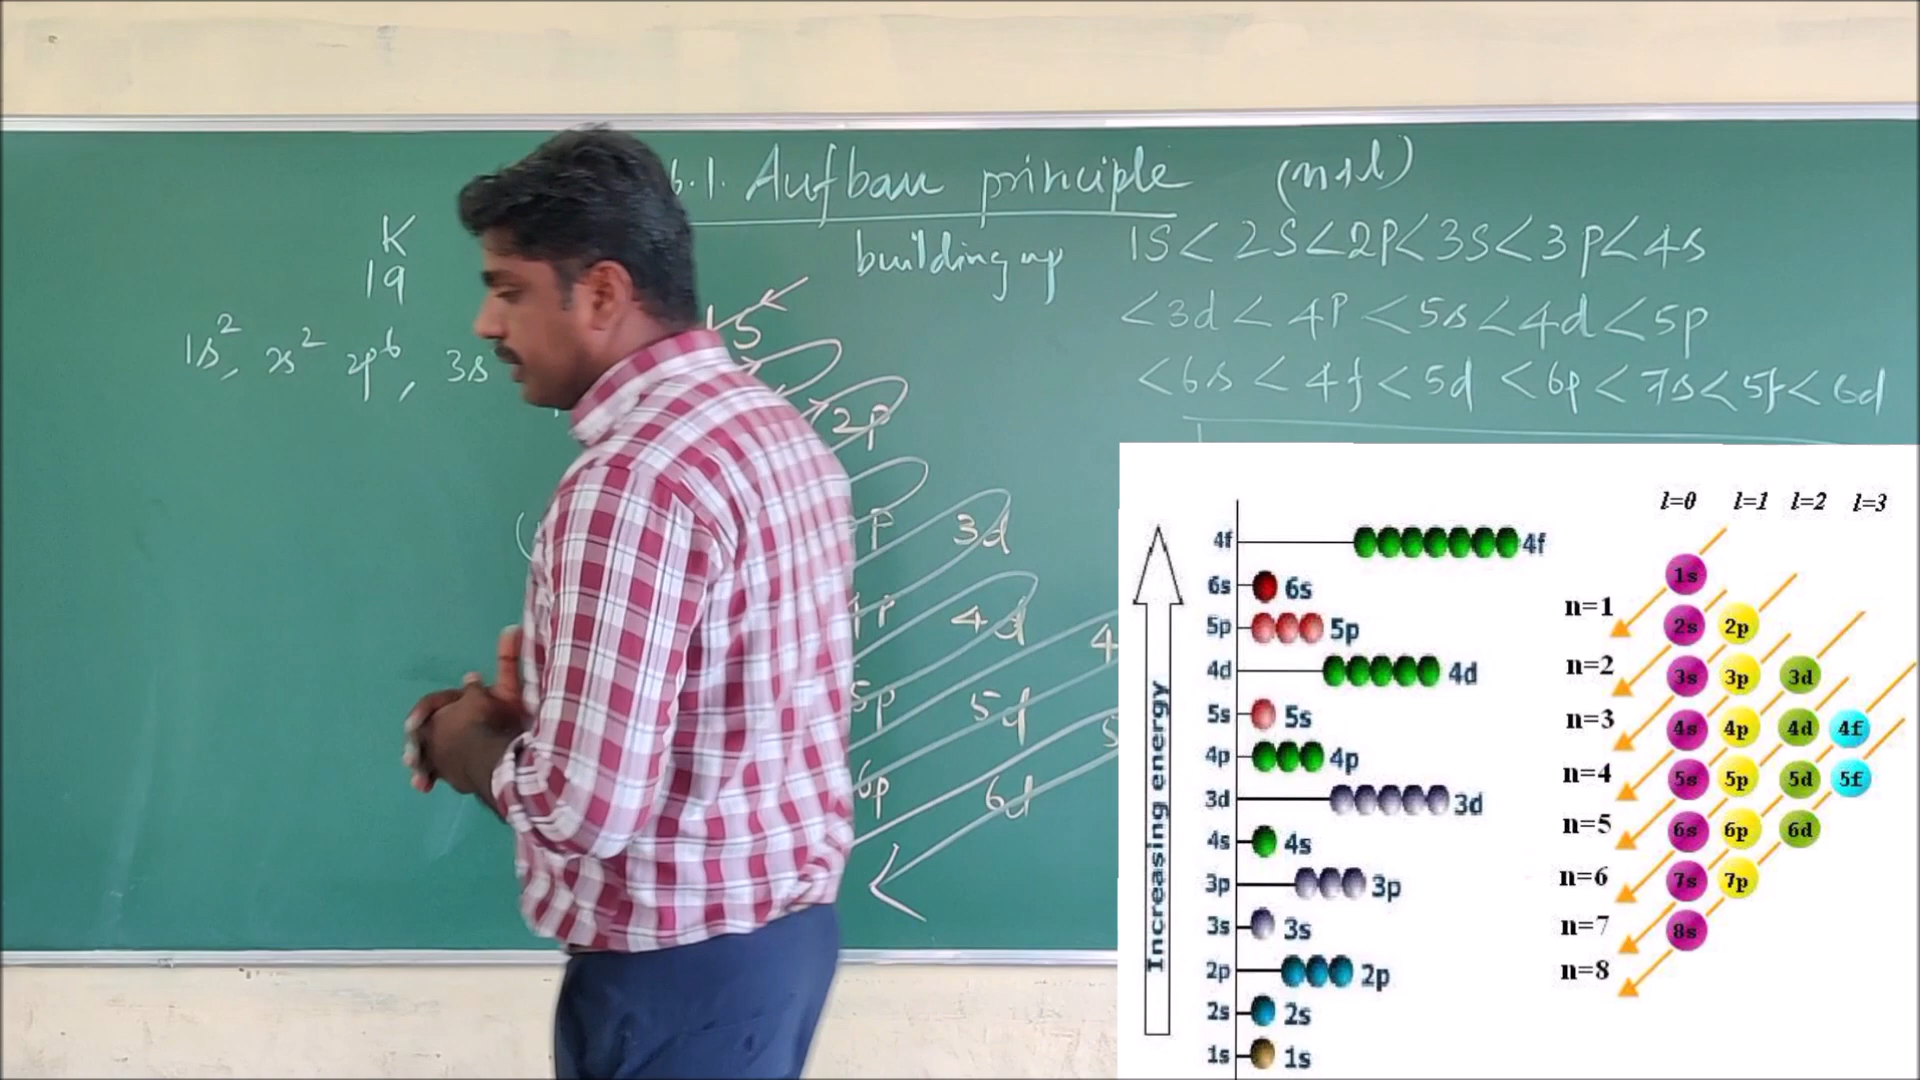 6.1. Aufbau principle (n+l)
building up
K
19
1s², 2s² 2p⁶, 3s
1s < 2s < 2p < 3s < 3p < 4s
< 3d < 4p < 5s < 4d < 5p
< 6s < 4f < 5d < 6p < 7s < 5f < 6d
1s
2p
p 3d
4p 4d 4
5p 5d 5
6p 6d
Increasing energy
4f 4f
6s 6s
5p 5p
4d 4d
5s 5s
4p 4p
3d 3d
4s 4s
3p 3p
3s 3s
2p 2p
2s 2s
1s 1s
l=0 l=1 l=2 l=3
1s
n=1
2s 2p
n=2
3s 3p 3d
n=3
4s 4p 4d 4f
n=4
5s 5p 5d 5f
n=5
6s 6p 6d
n=6
7s 7p
n=7
8s
n=8